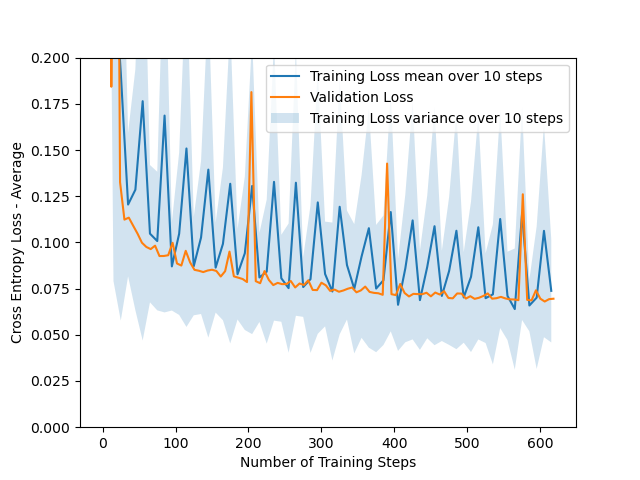 0.200
0.175
0.150
0.125
0.100
0.075
0.050
0.025
0.000
Cross Entropy Loss - Average
Training Loss mean over 10 steps
Validation Loss
Training Loss variance over 10 steps
0 100 200 300 400 500 600
Number of Training Steps